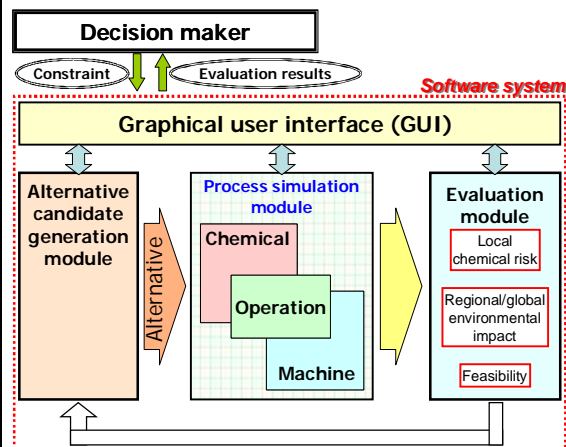 Decision maker
Constraint
Evaluation results
Software system
Graphical user interface (GUI)
Alternative
candidate
generation
module
Alternative
Process simulation
module
Chemical
Operation
Machine
Evaluation
module
Local
chemical risk
Regional/global
environmental
impact
Feasibility